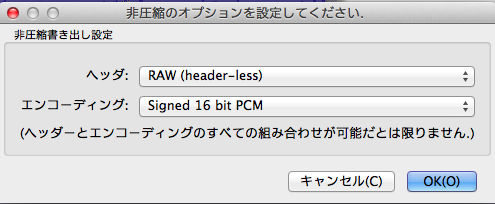 非圧縮のオプションを設定してください.
非圧縮書き出し設定
ヘッダ: RAW (header-less)
エンコーディング: Signed 16 bit PCM
(ヘッダーとエンコーディングのすべての組み合わせが可能だとは限りません.)
キャンセル(C) OK(O)